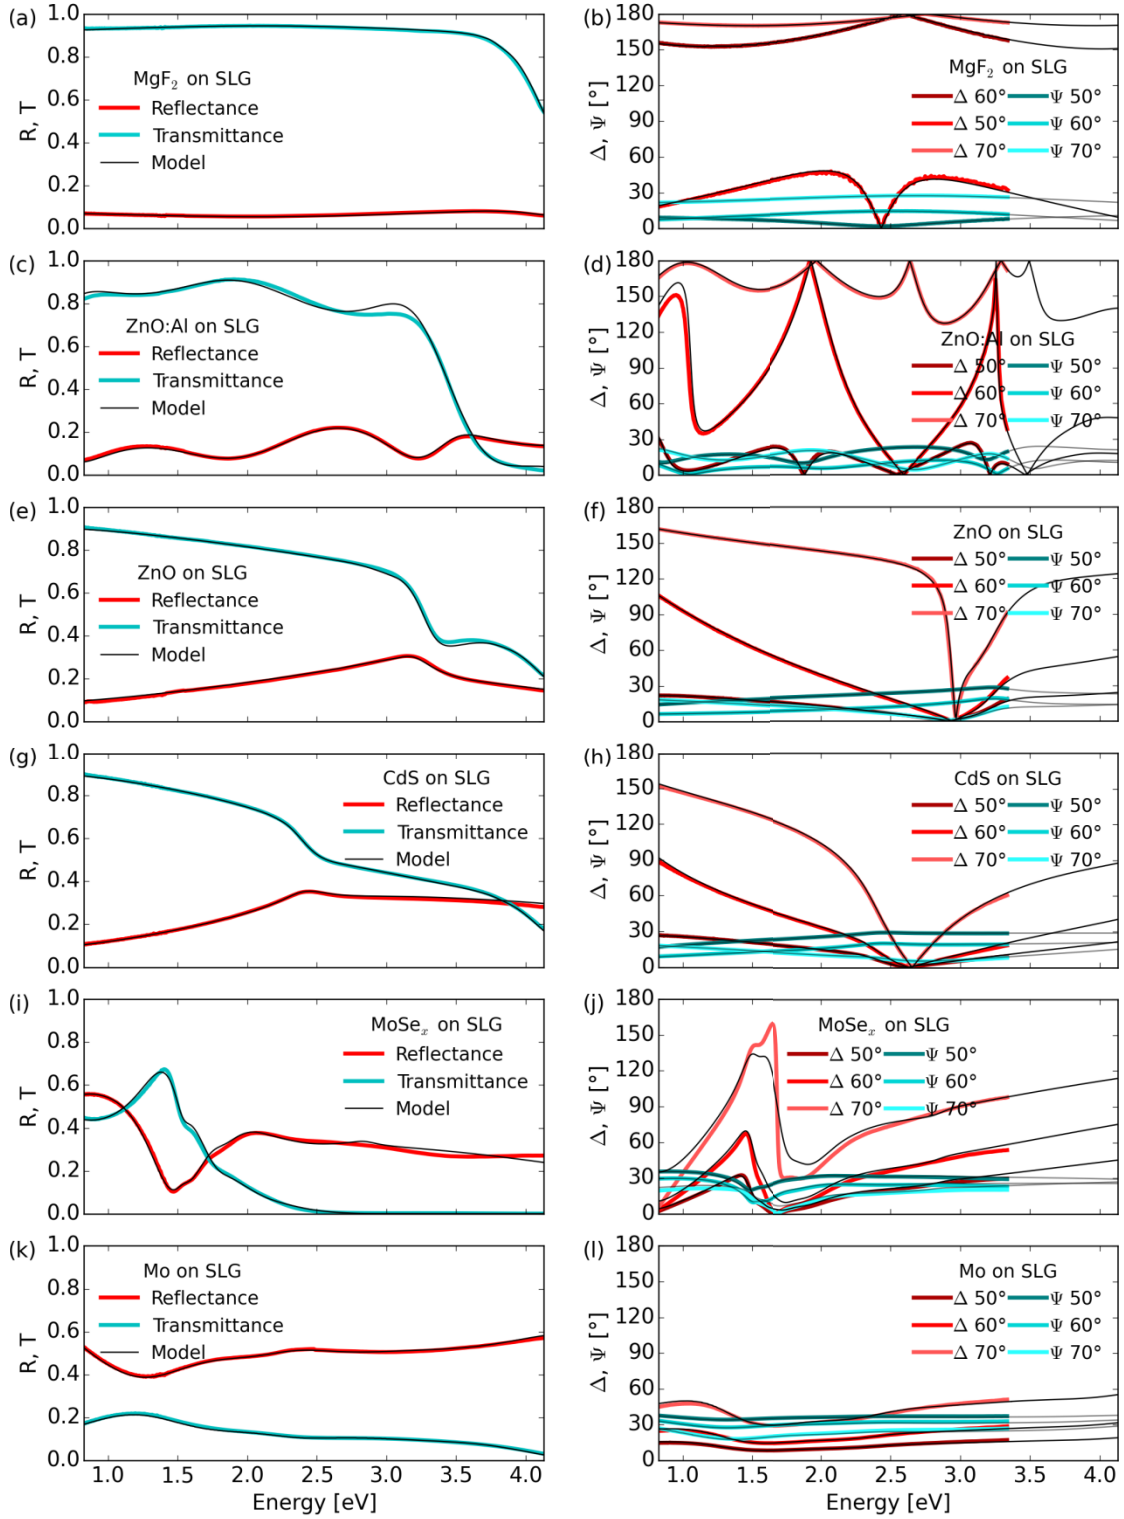 (a)
1.0
0.8
0.6
0.4
0.2
0.0
R, T
MgF₂ on SLG
Reflectance
Transmittance
Model
(b)
180
150
120
90
60
30
0
Δ, Ψ [°]
MgF₂ on SLG
Δ 60° Ψ 50°
Δ 50° Ψ 60°
Δ 70° Ψ 70°
(c)
1.0
0.8
0.6
0.4
0.2
0.0
R, T
ZnO:Al on SLG
Reflectance
Transmittance
Model
(d)
180
150
120
90
60
30
0
Δ, Ψ [°]
ZnO:Al on SLG
Δ 50° Ψ 50°
Δ 60° Ψ 60°
Δ 70° Ψ 70°
(e)
1.0
0.8
0.6
0.4
0.2
0.0
R, T
ZnO on SLG
Reflectance
Transmittance
Model
(f)
180
150
120
90
60
30
0
Δ, Ψ [°]
ZnO on SLG
Δ 50° Ψ 50°
Δ 60° Ψ 60°
Δ 70° Ψ 70°
(g)
1.0
0.8
0.6
0.4
0.2
0.0
R, T
CdS on SLG
Reflectance
Transmittance
Model
(h)
180
150
120
90
60
30
0
Δ, Ψ [°]
CdS on SLG
Δ 50° Ψ 50°
Δ 60° Ψ 60°
Δ 70° Ψ 70°
(i)
1.0
0.8
0.6
0.4
0.2
0.0
R, T
MoSeₓ on SLG
Reflectance
Transmittance
Model
(j)
180
150
120
90
60
30
0
Δ, Ψ [°]
MoSeₓ on SLG
Δ 50° Ψ 50°
Δ 60° Ψ 60°
Δ 70° Ψ 70°
(k)
1.0
0.8
0.6
0.4
0.2
0.0
R, T
Mo on SLG
Reflectance
Transmittance
Model
1.0 1.5 2.0 2.5 3.0 3.5 4.0
Energy [eV]
(l)
180
150
120
90
60
30
0
Δ, Ψ [°]
Mo on SLG
Δ 50° Ψ 50°
Δ 60° Ψ 60°
Δ 70° Ψ 70°
1.0 1.5 2.0 2.5 3.0 3.5 4.0
Energy [eV]